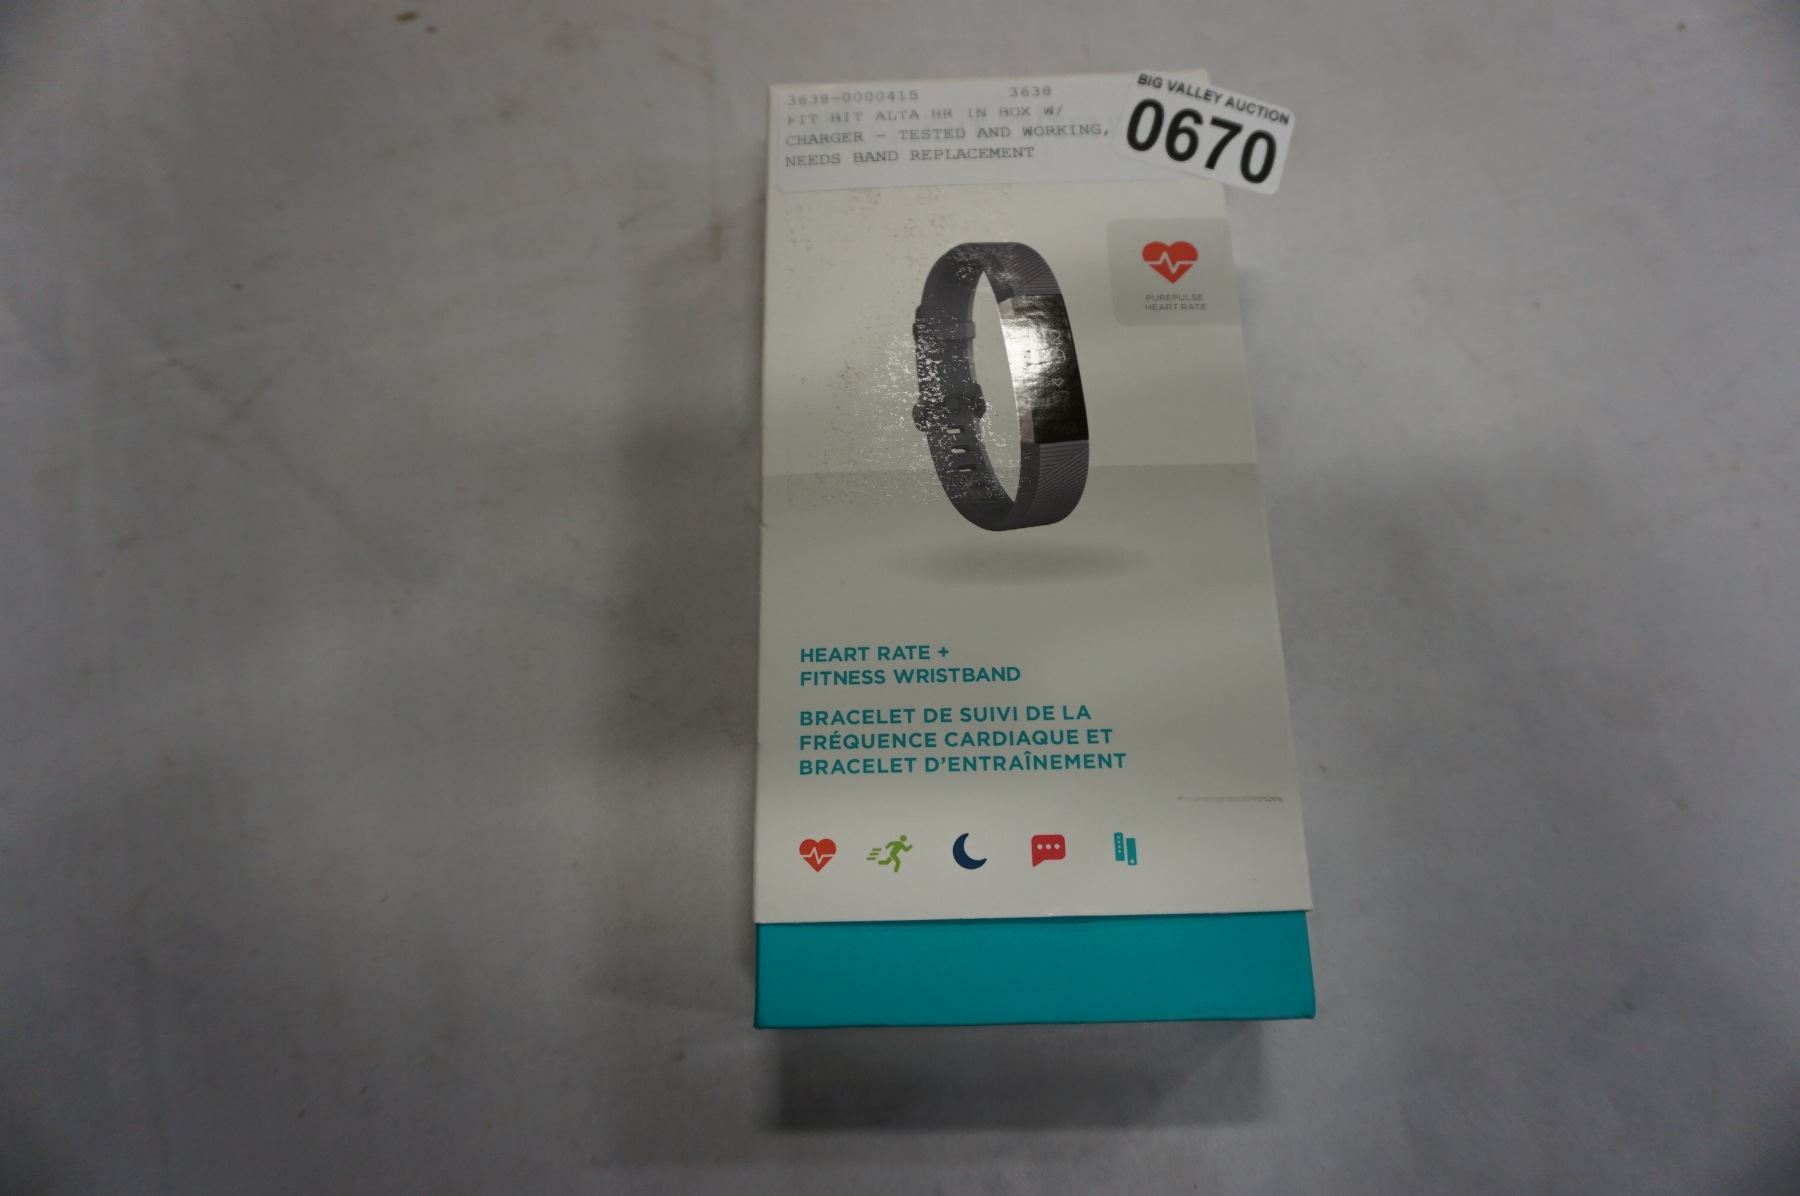 3638-0000415 3638
FIT BIT ALTA HR IN BOX W/
CHARGER - TESTED AND WORKING,
NEEDS BAND REPLACEMENT
BIG VALLEY AUCTION
0670
PUREPULSE
HEART RATE
HEART RATE +
FITNESS WRISTBAND
BRACELET DE SUIVI DE LA
FRÉQUENCE CARDIAQUE ET
BRACELET D'ENTRAÎNEMENT